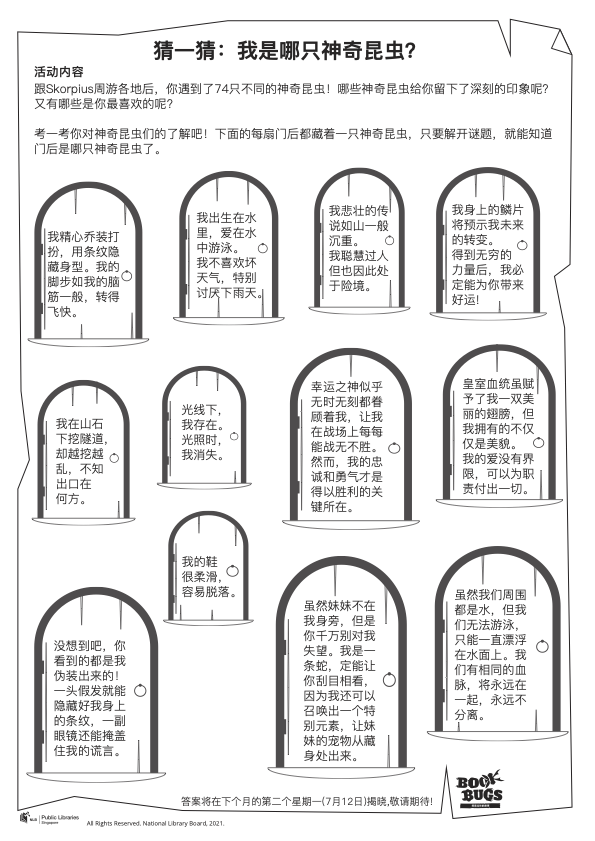 猜一猜：我是哪只神奇昆虫？
活动内容
跟Skorpius周游各地后，你遇到了74只不同的神奇昆虫！哪些神奇昆虫给你留下了深刻的印象呢？
又有哪些是你最喜欢的呢？
考一考你对神奇昆虫们的了解吧！下面的每扇门后都藏着一只神奇昆虫，只要解开谜题，就能知道
门后是哪只神奇昆虫了。
我精心乔装打
扮，用条纹隐
藏身型。我的
脚步如我的脑
筋一般，转得
飞快。
我出生在水
里，爱在水
中游泳。
我不喜欢坏
天气，特别
讨厌下雨天。
我悲壮的传
说如山一般
沉重。
我聪慧过人
但也因此处
于险境。
我身上的鳞片
将预示我未来
的转变。
得到无穷的
力量后，我必
定能为你带来
好运!
我在山石
下挖隧道，
却越挖越
乱，不知
出口在
何方。
光线下，
我存在。
光照时，
我消失。
幸运之神似乎
无时无刻都眷
顾着我，让我
在战场上每每
能战无不胜。
然而，我的忠
诚和勇气才是
得以胜利的关
键所在。
皇室血统虽赋
予了我一双美
丽的翅膀，但
我拥有的不仅
仅是美貌。
我的爱没有界
限，可以为职
责付出一切。
我的鞋
很柔滑，
容易脱落。
没想到吧，你
看到的都是我
伪装出来的！
一头假发就能
隐藏好我身上
的条纹，一副
眼镜还能掩盖
住我的谎言。
虽然妹妹不在
我身旁，但是
你千万别对我
失望。我是一
条蛇，定能让
你刮目相看，
因为我还可以
召唤出一个特
别元素，让妹
妹的宠物从藏
身处出来。
虽然我们周围
都是水，但我
们无法游泳，
只能一直漂浮
在水面上。我
们有相同的血
脉，将永远在
一起，永远不
分离。
答案将在下个月的第二个星期一(7月12日)揭晓,敬请期待!
BOOK
BUGS
NLB
Public Libraries
Singapore
All Rights Reserved. National Library Board, 2021.